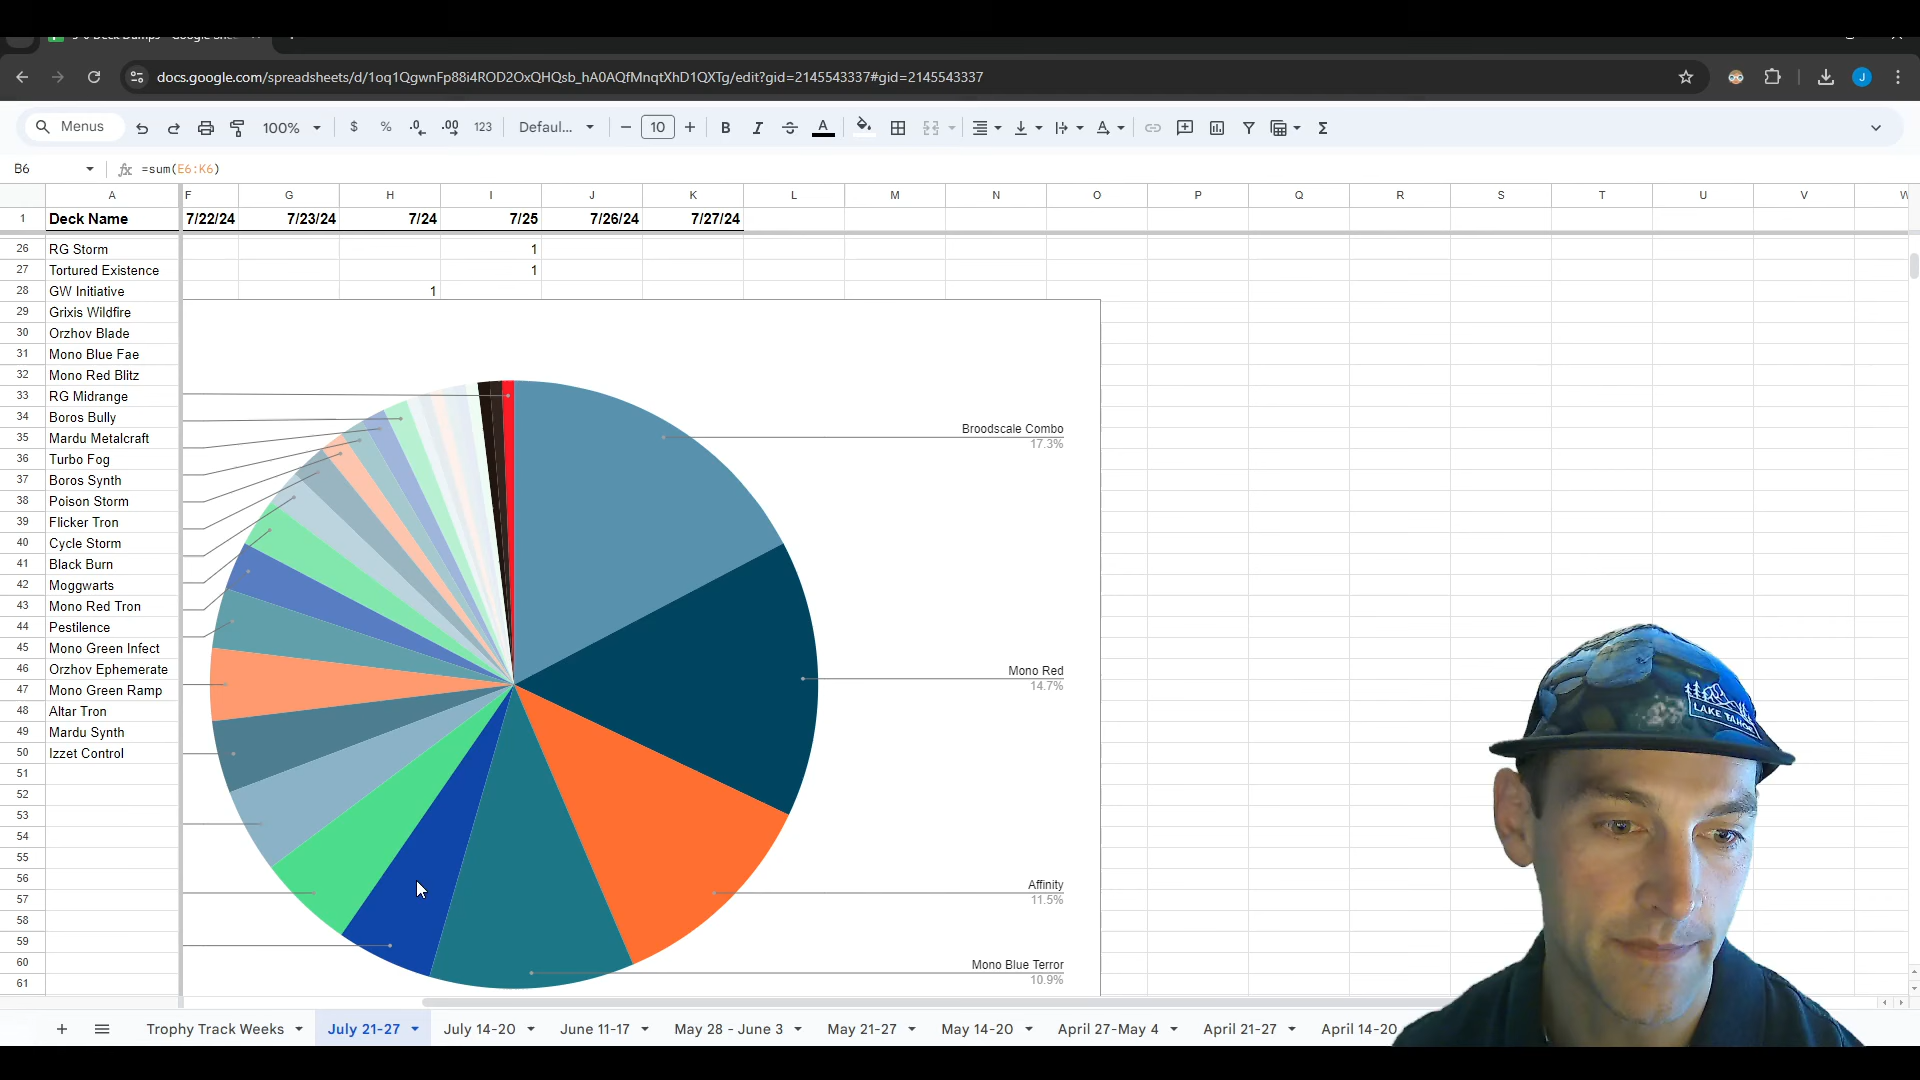 docs.google.com/spreadsheets/d/1oq1QgwnFp88i4ROD2OxQHQsb_hA0AQfMnqtXhD1QXTg/edit?gid=2145543337#gid=2145543337
J
Menus 100% $ % .0 .00 123 Defaul... 10 B I A Σ
B6 fx =sum(E6:K6)
A F G H I J K L M N O P Q R S T U V W
1 Deck Name 7/22/24 7/23/24 7/24 7/25 7/26/24 7/27/24
26 RG Storm 1
27 Tortured Existence 1
28 GW Initiative 1
29 Grixis Wildfire
30 Orzhov Blade
31 Mono Blue Fae
32 Mono Red Blitz
33 RG Midrange
34 Boros Bully
35 Mardu Metalcraft
36 Turbo Fog
37 Boros Synth
38 Poison Storm
39 Flicker Tron
40 Cycle Storm
41 Black Burn
42 Moggwarts
43 Mono Red Tron
44 Pestilence
45 Mono Green Infect
46 Orzhov Ephemerate
47 Mono Green Ramp
48 Altar Tron
49 Mardu Synth
50 Izzet Control
51
52
53
54
55
56
57
58
59
60
61
Broodscale Combo
17.3%
Mono Red
14.7%
Affinity
11.5%
Mono Blue Terror
10.9%
LAKE TAHOE
Trophy Track Weeks July 21-27 July 14-20 June 11-17 May 28 - June 3 May 21-27 May 14-20 April 27-May 4 April 21-27 April 14-20